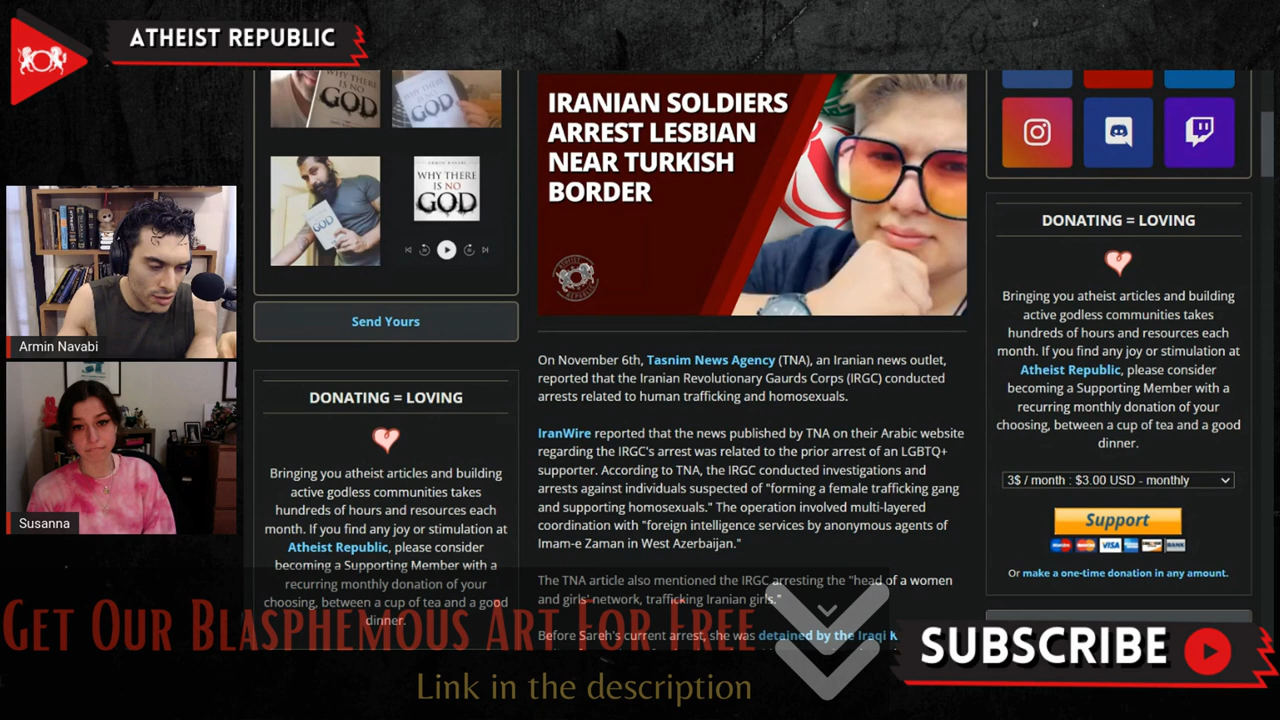 ATHEIST REPUBLIC
WHY THERE
IS NO
GOD
WHY THERE
IS NO
GOD
GOD
ARMIN NAVABI
WHY THERE
IS NO
GOD
Send Yours
DONATING = LOVING
Bringing you atheist articles and building
active godless communities takes
hundreds of hours and resources each
month. If you find any joy or stimulation at
Atheist Republic, please consider
becoming a Supporting Member with a
recurring monthly donation of your
choosing, between a cup of tea and a good
dinner.
IRANIAN SOLDIERS
ARREST LESBIAN
NEAR TURKISH
BORDER
On November 6th, Tasnim News Agency (TNA), an Iranian news outlet,
reported that the Iranian Revolutionary Gaurds Corps (IRGC) conducted
arrests related to human trafficking and homosexuals.
IranWire reported that the news published by TNA on their Arabic website
regarding the IRGC's arrest was related to the prior arrest of an LGBTQ+
supporter. According to TNA, the IRGC conducted investigations and
arrests against individuals suspected of "forming a female trafficking gang
and supporting homosexuals." The operation involved multi-layered
coordination with "foreign intelligence services by anonymous agents of
Imam-e Zaman in West Azerbaijan."
The TNA article also mentioned the IRGC arresting the "head of a women
and girls' network, trafficking Iranian girls."
Before Sareh's current arrest, she was detained by the Iraqi K
DONATING = LOVING
Bringing you atheist articles and building
active godless communities takes
hundreds of hours and resources each
month. If you find any joy or stimulation at
Atheist Republic, please consider
becoming a Supporting Member with a
recurring monthly donation of your
choosing, between a cup of tea and a good
dinner.
3$ / month : $3.00 USD - monthly
Support
VISA
BANK
Or make a one-time donation in any amount.
Armin Navabi
Susanna
GET OUR BLASPHEMOUS ART FOR FREE
Link in the description
SUBSCRIBE